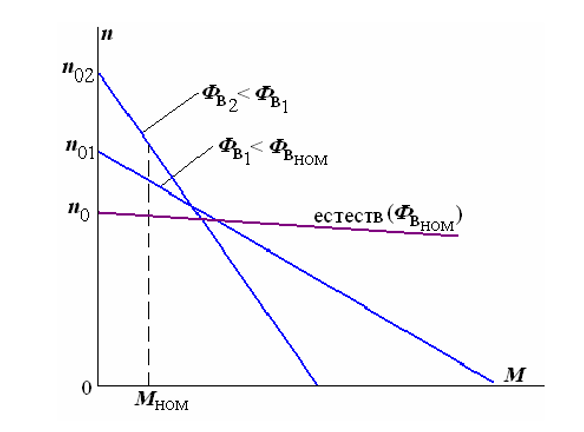 n
n02
Φв2 < Φв1
n01
Φв1 < Φвном
n0
естеств (Φвном)
0
M
Mном